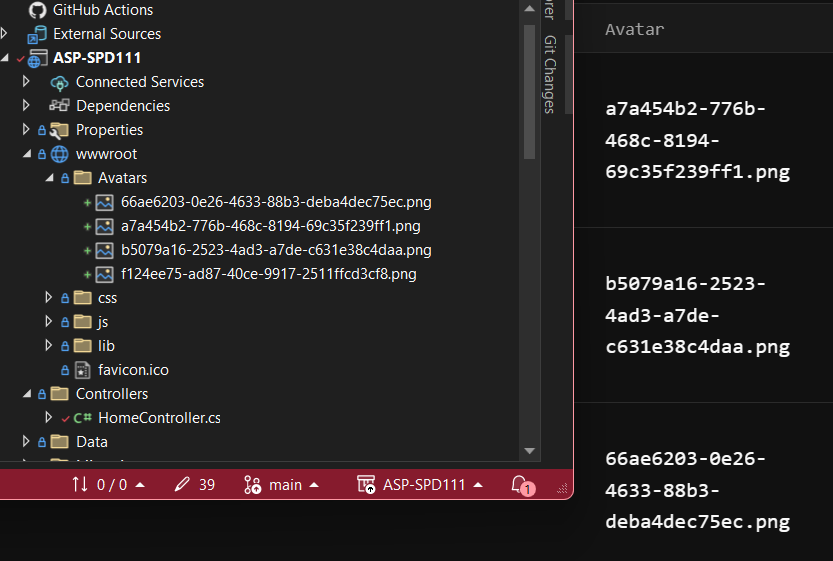 GitHub Actions
External Sources
ASP-SPD111
Connected Services
Dependencies
Properties
wwwroot
Avatars
66ae6203-0e26-4633-88b3-deba4dec75ec.png
a7a454b2-776b-468c-8194-69c35f239ff1.png
b5079a16-2523-4ad3-a7de-c631e38c4daa.png
f124ee75-ad87-40ce-9917-2511ffcd3cf8.png
css
js
lib
favicon.ico
Controllers
C# HomeController.cs
Data
0 / 0
39
main
ASP-SPD111
1
Git Changes
Avatar
a7a454b2-776b-
468c-8194-
69c35f239ff1.png
b5079a16-2523-
4ad3-a7de-
c631e38c4daa.png
66ae6203-0e26-
4633-88b3-
deba4dec75ec.png